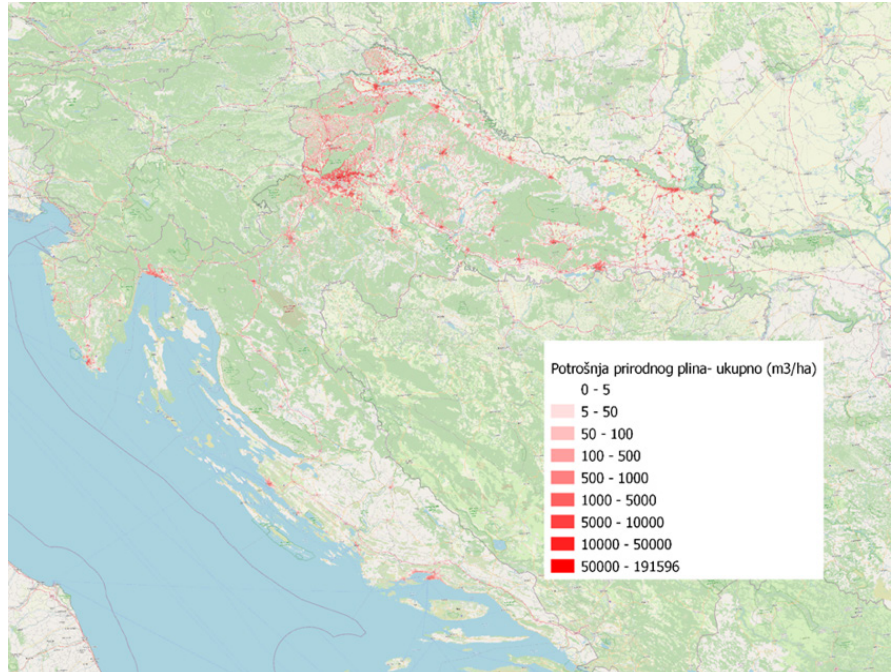 Potrošnja prirodnog plina- ukupno (m3/ha)
0 - 5
5 - 50
50 - 100
100 - 500
500 - 1000
1000 - 5000
5000 - 10000
10000 - 50000
50000 - 191596